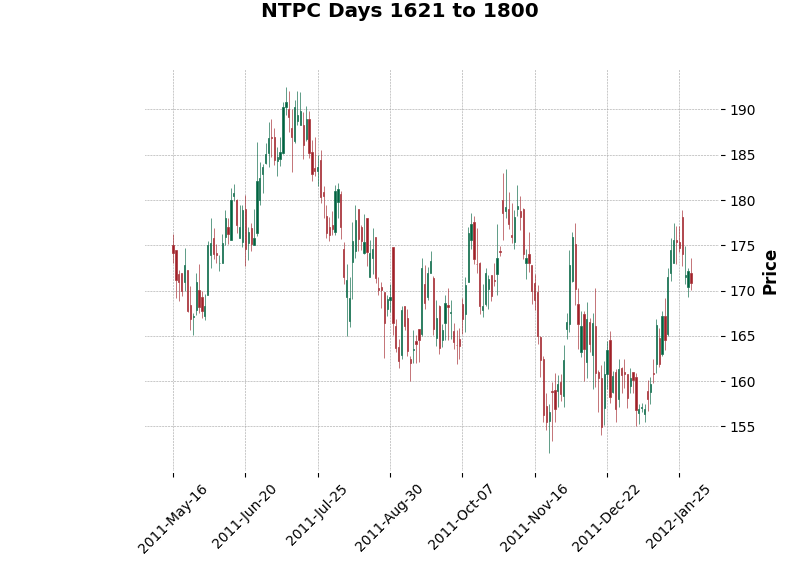 NTPC Days 1621 to 1800
190
185
180
175
170
165
160
155
Price
2011-May-16
2011-Jun-20
2011-Jul-25
2011-Aug-30
2011-Oct-07
2011-Nov-16
2011-Dec-22
2012-Jan-25